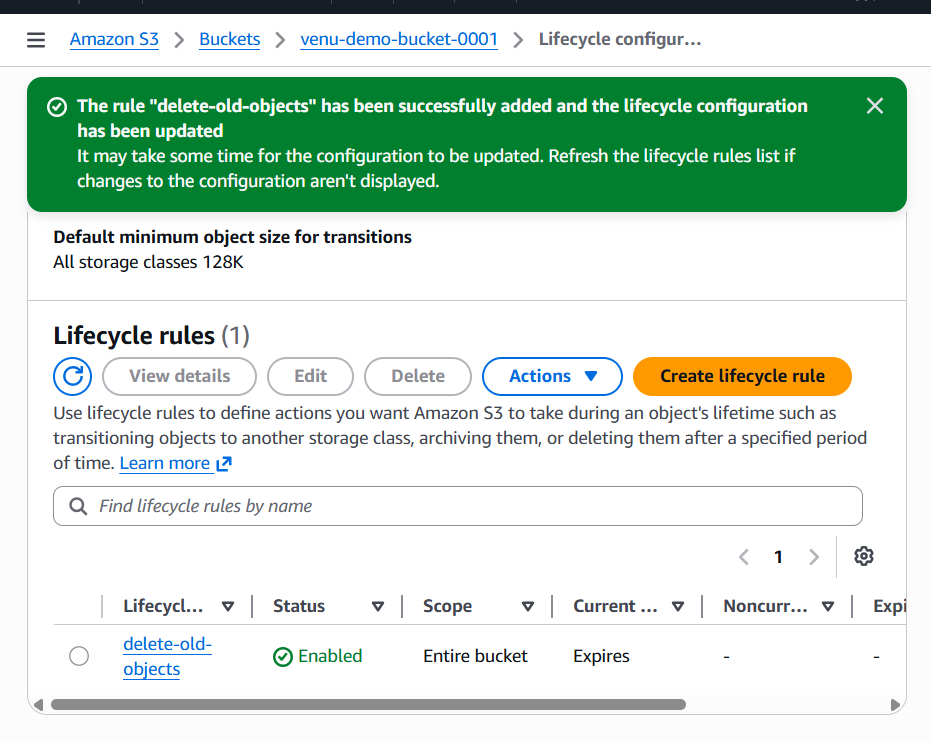 Amazon S3 > Buckets > venu-demo-bucket-0001 > Lifecycle configur...
The rule "delete-old-objects" has been successfully added and the lifecycle configuration
has been updated
It may take some time for the configuration to be updated. Refresh the lifecycle rules list if
changes to the configuration aren't displayed.
Default minimum object size for transitions
All storage classes 128K
Lifecycle rules (1)
View details Edit Delete Actions Create lifecycle rule
Use lifecycle rules to define actions you want Amazon S3 to take during an object's lifetime such as
transitioning objects to another storage class, archiving them, or deleting them after a specified period
of time. Learn more
Find lifecycle rules by name
1
Lifecycl... Status Scope Current ... Noncurr... Expi
delete-old-
objects Enabled Entire bucket Expires - -